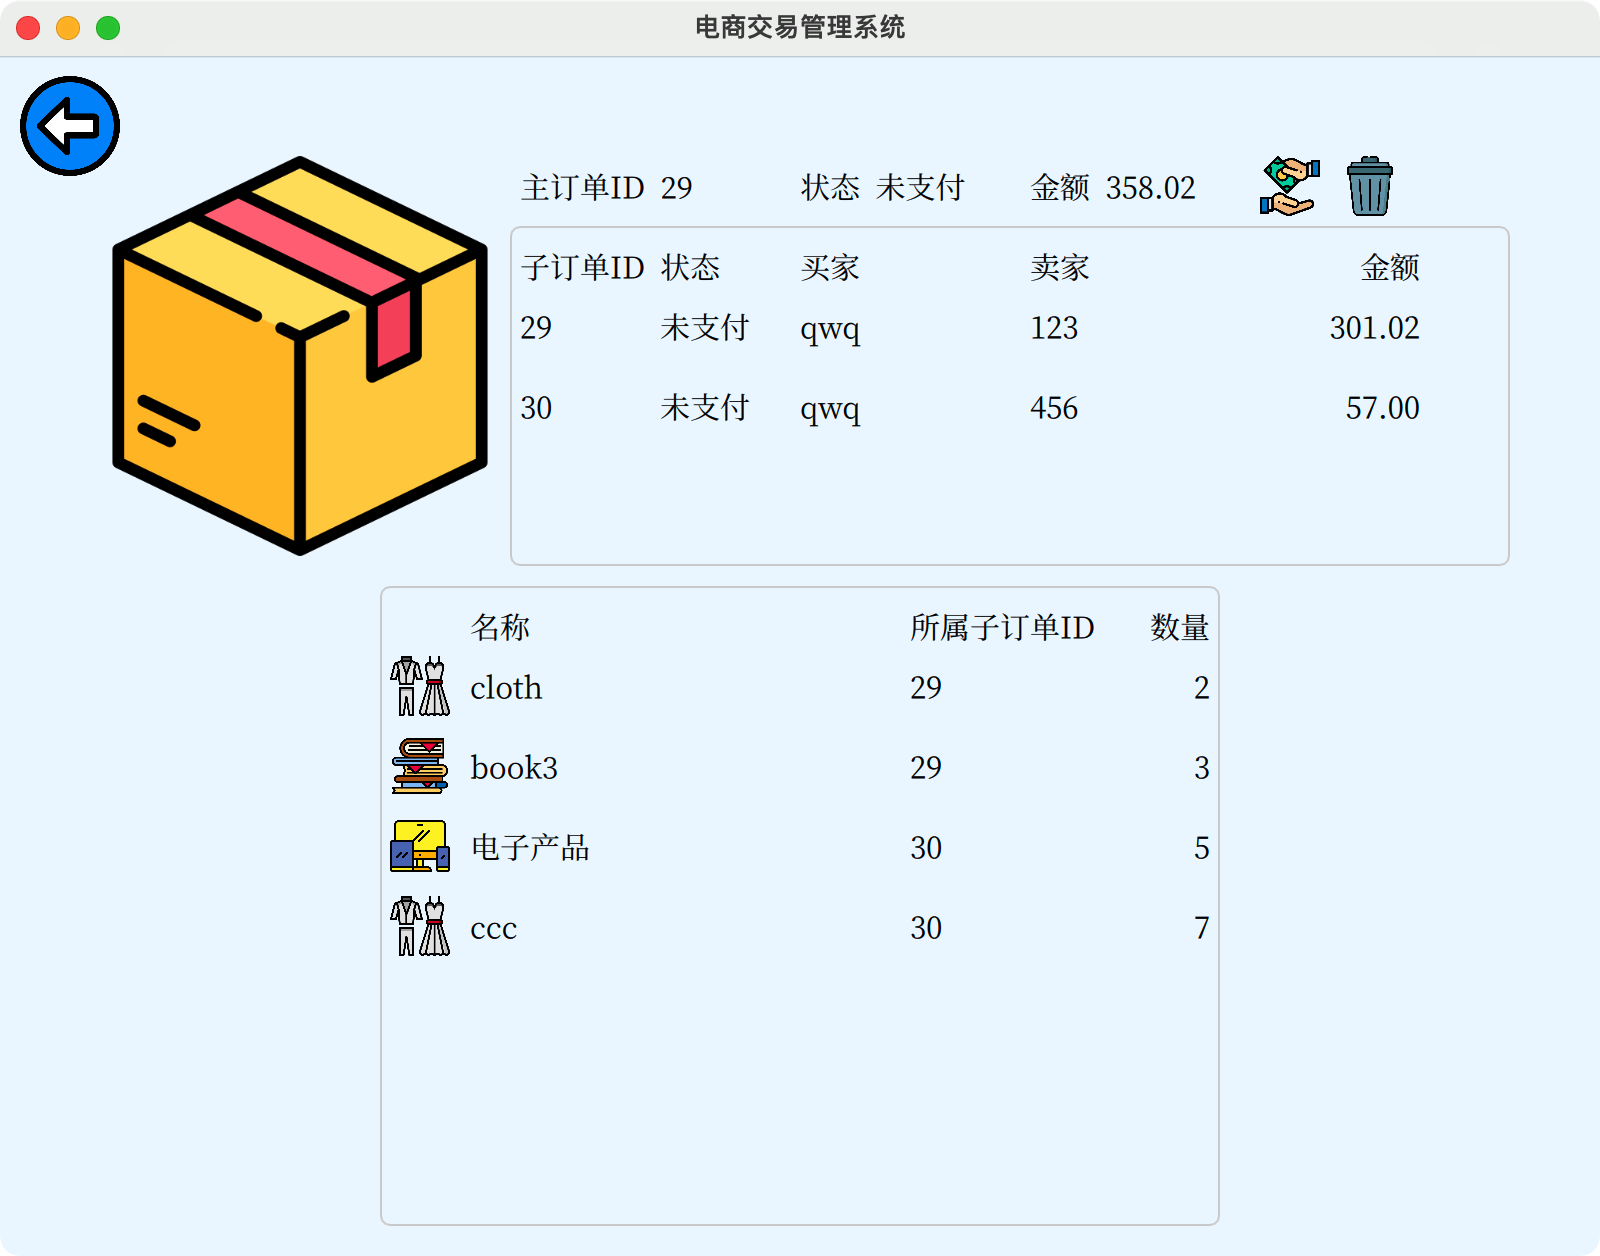 电商交易管理系统
主订单ID 29 状态 未支付 金额 358.02
子订单ID 状态 买家 卖家 金额
29 未支付 qwq 123 301.02
30 未支付 qwq 456 57.00
名称 所属子订单ID 数量
cloth 29 2
book3 29 3
电子产品 30 5
ccc 30 7